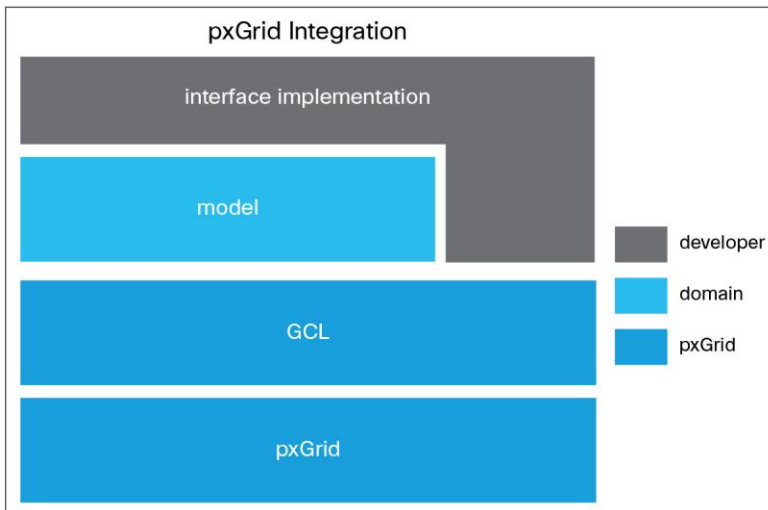 pxGrid Integration
interface implementation
model
GCL
pxGrid
developer
domain
pxGrid